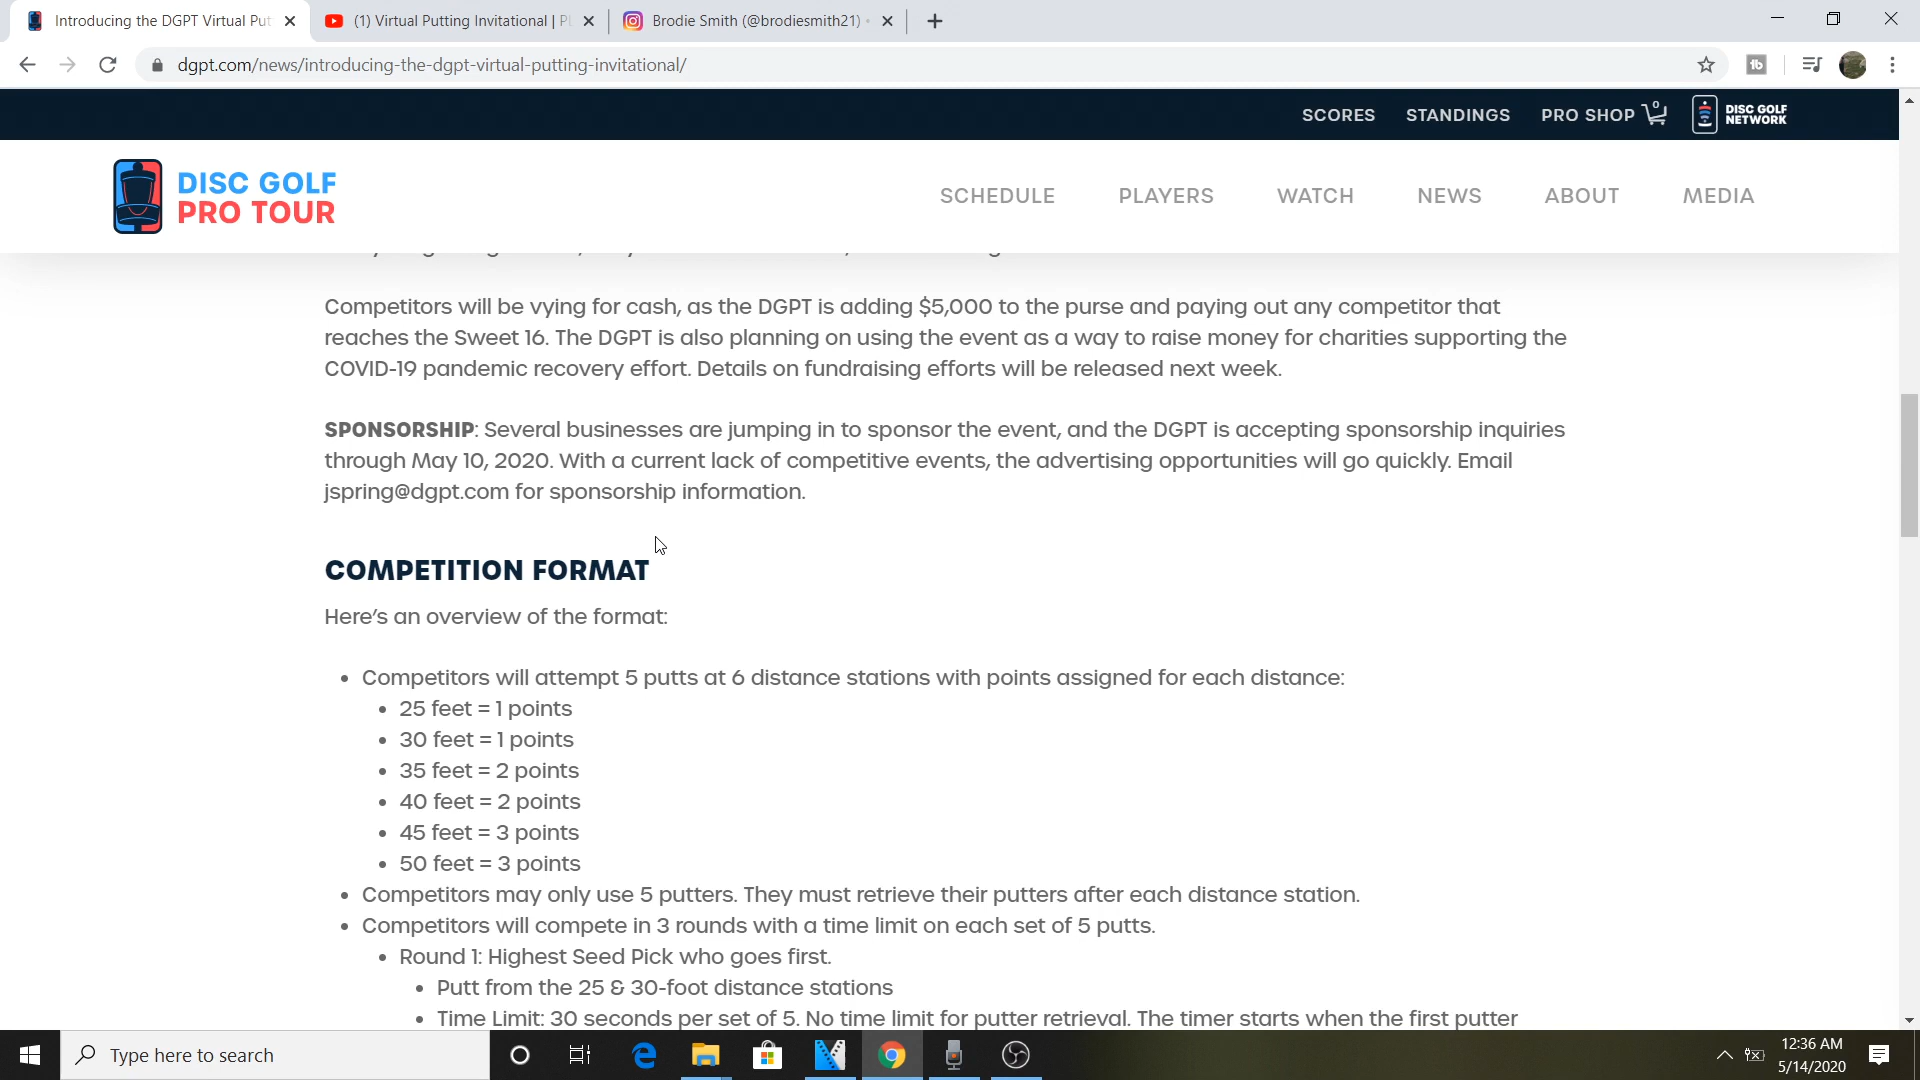 Introducing the DGPT Virtual Put
(1) Virtual Putting Invitational | Pl
Brodie Smith (@brodiesmith21) •
dgpt.com/news/introducing-the-dgpt-virtual-putting-invitational/
SCORES STANDINGS PRO SHOP 0 DISC GOLF NETWORK
DISC GOLF
PRO TOUR
SCHEDULE PLAYERS WATCH NEWS ABOUT MEDIA
Competitors will be vying for cash, as the DGPT is adding $5,000 to the purse and paying out any competitor that
reaches the Sweet 16. The DGPT is also planning on using the event as a way to raise money for charities supporting the
COVID-19 pandemic recovery effort. Details on fundraising efforts will be released next week.
SPONSORSHIP: Several businesses are jumping in to sponsor the event, and the DGPT is accepting sponsorship inquiries
through May 10, 2020. With a current lack of competitive events, the advertising opportunities will go quickly. Email
jspring@dgpt.com for sponsorship information.
COMPETITION FORMAT
Here's an overview of the format:
• Competitors will attempt 5 putts at 6 distance stations with points assigned for each distance:
• 25 feet = 1 points
• 30 feet = 1 points
• 35 feet = 2 points
• 40 feet = 2 points
• 45 feet = 3 points
• 50 feet = 3 points
• Competitors may only use 5 putters. They must retrieve their putters after each distance station.
• Competitors will compete in 3 rounds with a time limit on each set of 5 putts.
• Round 1: Highest Seed Pick who goes first.
• Putt from the 25 & 30-foot distance stations
• Time Limit: 30 seconds per set of 5. No time limit for putter retrieval. The timer starts when the first putter
Type here to search
12:36 AM
5/14/2020